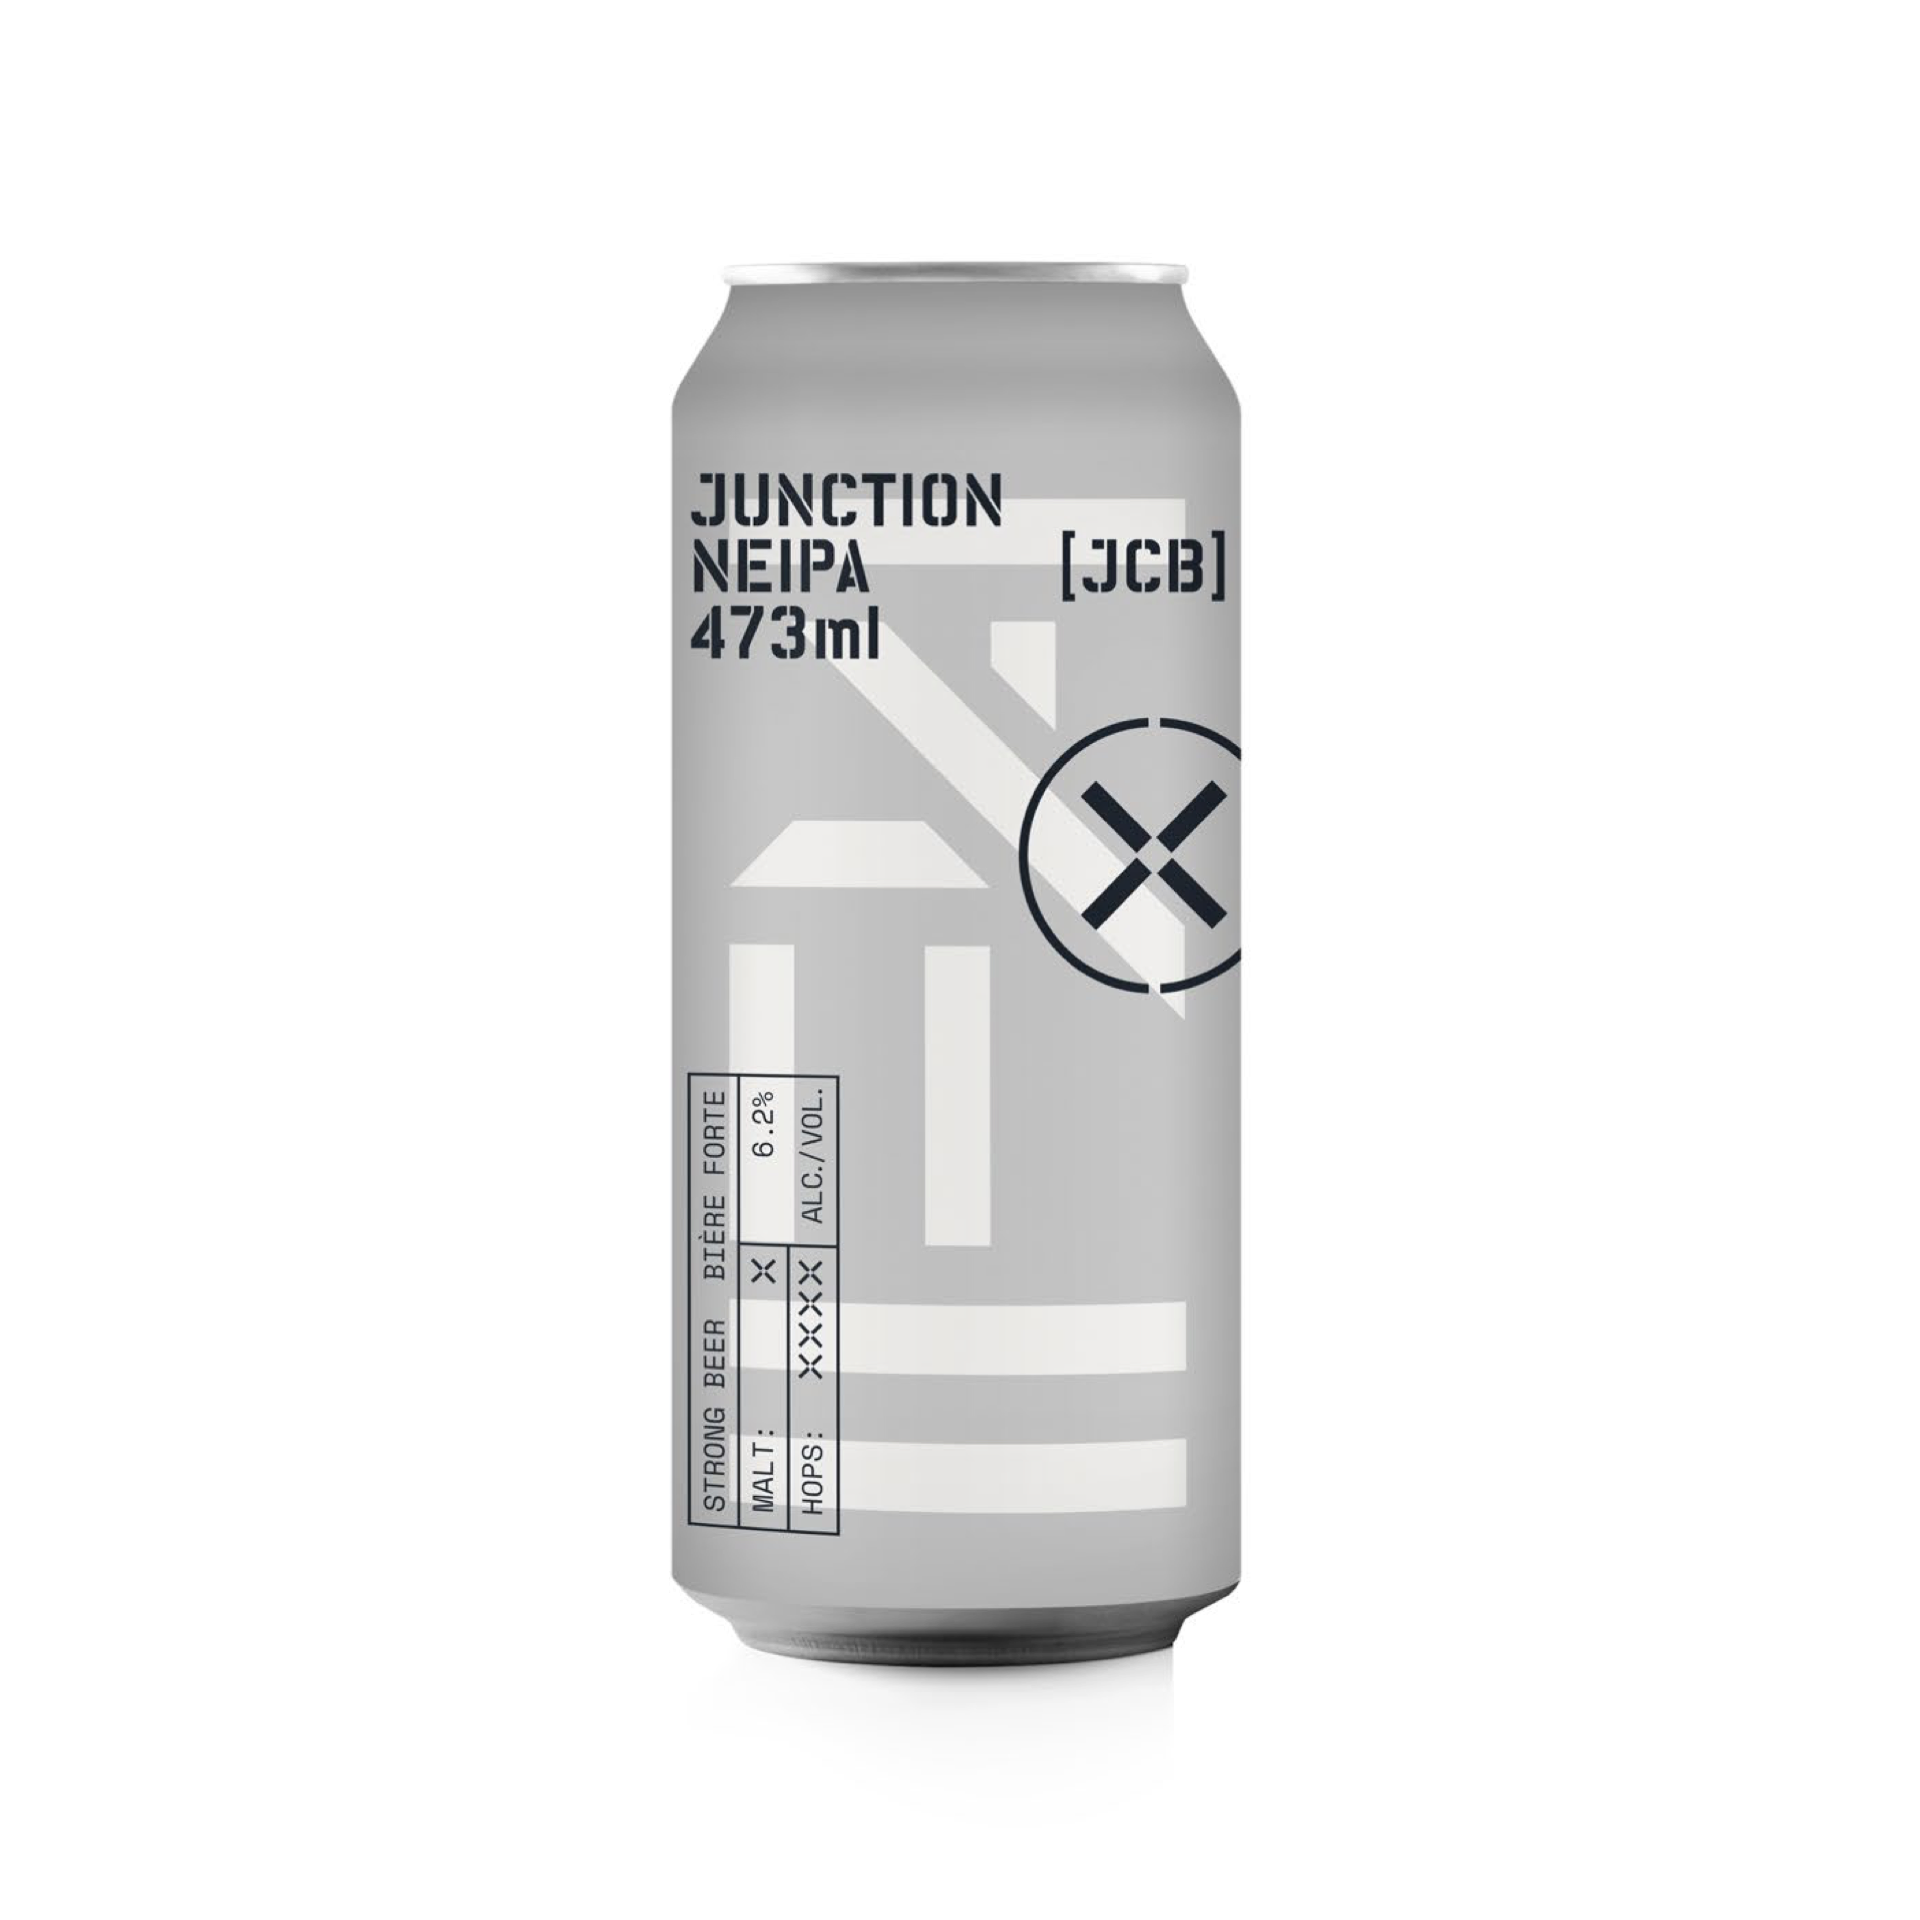 JUNCTION
NEIPA
473ml
[JCB]
STRONG BEER BIÈRE FORTE
MALT: X
6.2%
HOPS: XXXX
ALC./VOL.